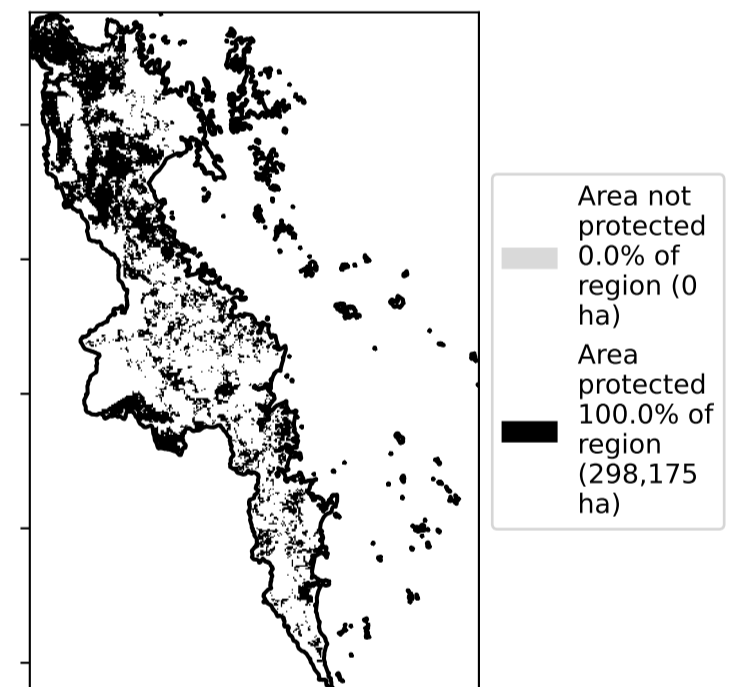 Area not
protected
0.0% of
region (0
ha)
Area
protected
100.0% of
region
(298,175
ha)